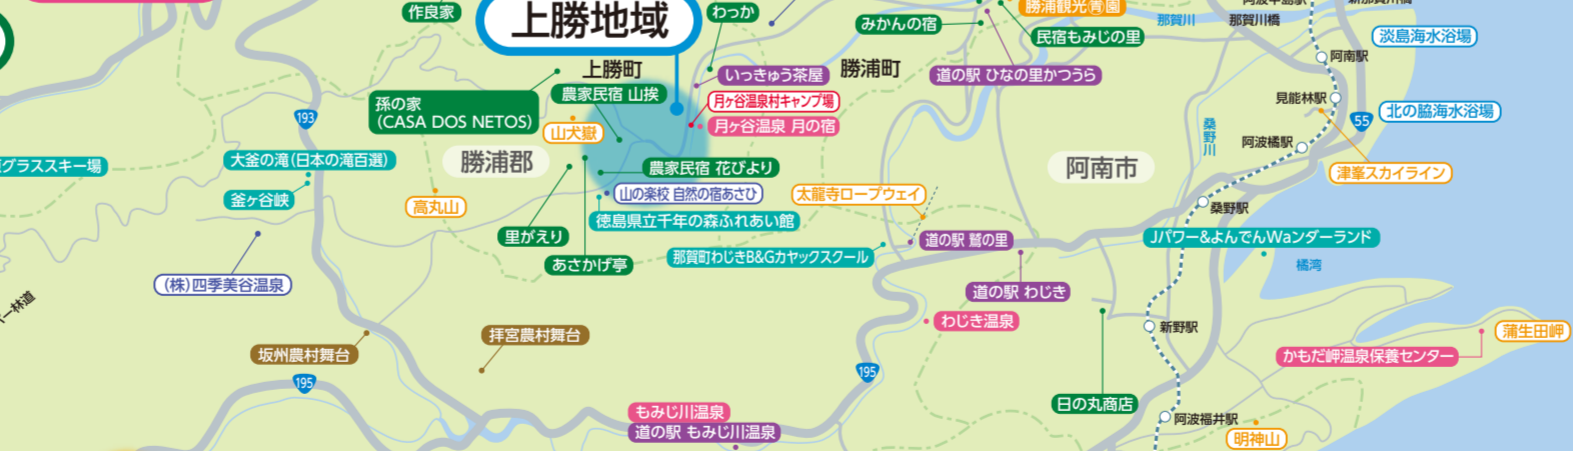 作良家
上勝地域
わっか
勝浦観光㊚園
みかんの宿
那賀川
那賀川橋
民宿もみじの里
淡島海水浴場
阿南駅
上勝町
いっきゅう茶屋
勝浦町
道の駅 ひなの里かつうら
農家民宿 山挨
月ヶ谷温泉村キャンプ場
見能林駅
北の脇海水浴場
孫の家
（CASA DOS NETOS）
193
山犬嶽
月ヶ谷温泉 月の宿
桑野川
55
阿波橘駅
グラススキー場
大釜の滝（日本の滝百選）
勝浦郡
農家民宿 花びより
阿南市
津峯スカイライン
釜ヶ谷峡
高丸山
山の楽校 自然の宿あさひ
太龍寺ロープウェイ
桑野駅
徳島県立千年の森ふれあい館
里がえり
道の駅 鷲の里
Jパワー&よんでんWaンダーランド
あさかげ亭
那賀町わじきB&Gカヤックスクール
橘湾
（株）四季美谷温泉
道の駅 わじき
ー林道
わじき温泉
新野駅
蒲生田岬
拝宮農村舞台
坂州農村舞台
かもだ岬温泉保養センター
195
195
日の丸商店
もみじ川温泉
道の駅 もみじ川温泉
阿波福井駅
明神山